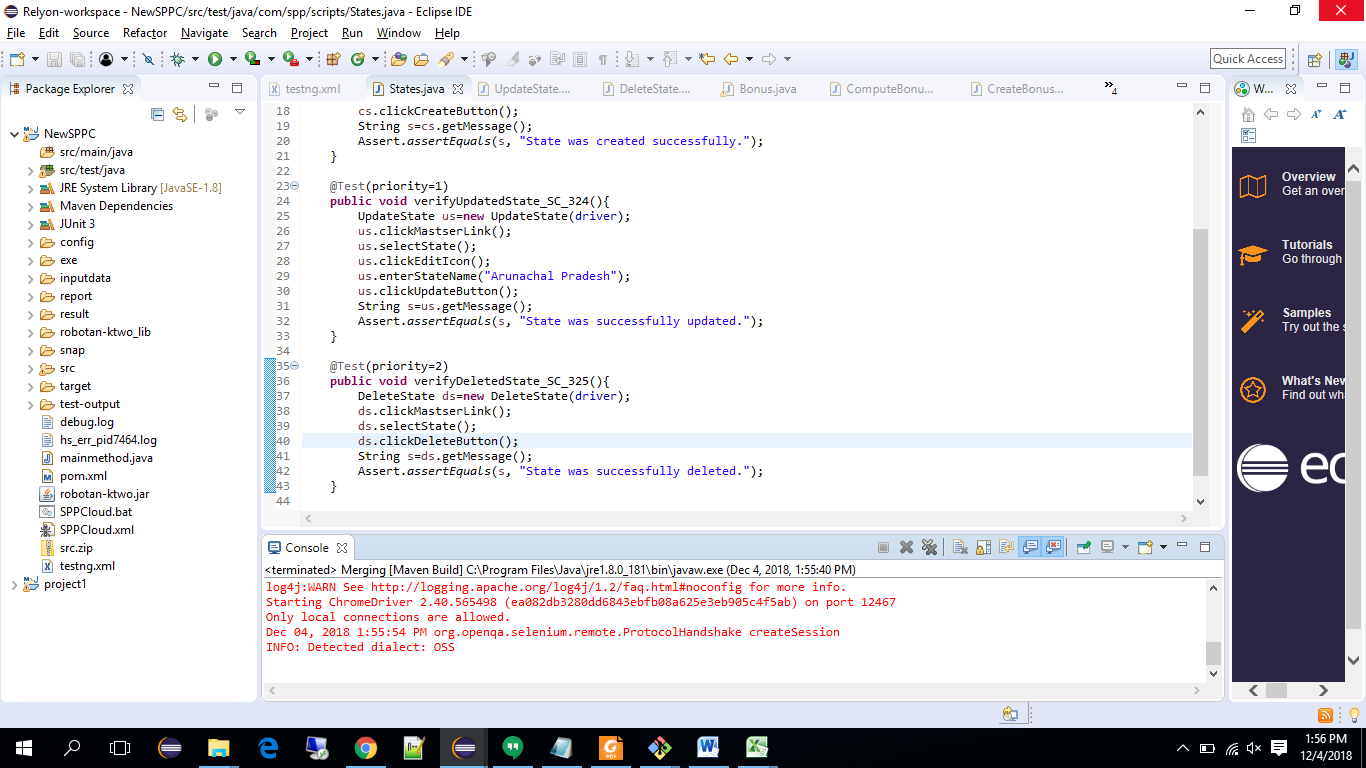 Relyon-workspace - NewSPPC/src/test/java/com/spp/scripts/States.java - Eclipse IDE
File Edit Source Refactor Navigate Search Project Run Window Help
Quick Access
Package Explorer
NewSPPC
src/main/java
src/test/java
JRE System Library [JavaSE-1.8]
Maven Dependencies
JUnit 3
config
exe
inputdata
report
result
robotan-ktwo_lib
snap
src
target
test-output
debug.log
hs_err_pid7464.log
mainmethod.java
pom.xml
robotan-ktwo.jar
SPPCloud.bat
SPPCloud.xml
src.zip
testng.xml
project1
testng.xml States.java UpdateState.... DeleteState.... Bonus.java ComputeBonu... CreateBonus... »4
18 cs.clickCreateButton();
19 String s=cs.getMessage();
20 Assert.assertEquals(s, "State was created successfully.");
21 }
22
23 @Test(priority=1)
24 public void verifyUpdatedState_SC_324(){
25 UpdateState us=new UpdateState(driver);
26 us.clickMastserLink();
27 us.selectState();
28 us.clickEditIcon();
29 us.enterStateName("Arunachal Pradesh");
30 us.clickUpdateButton();
31 String s=us.getMessage();
32 Assert.assertEquals(s, "State was successfully updated.");
33 }
34
35 @Test(priority=2)
36 public void verifyDeletedState_SC_325(){
37 DeleteState ds=new DeleteState(driver);
38 ds.clickMastserLink();
39 ds.selectState();
40 ds.clickDeleteButton();
41 String s=ds.getMessage();
42 Assert.assertEquals(s, "State was successfully deleted.");
43 }
44
Console
<terminated> Merging [Maven Build] C:\Program Files\Java\jre1.8.0_181\bin\javaw.exe (Dec 4, 2018, 1:55:40 PM)
log4j:WARN See http://logging.apache.org/log4j/1.2/faq.html#noconfig for more info.
Starting ChromeDriver 2.40.565498 (ea082db3280dd6843ebfb08a625e3eb905c4f5ab) on port 12467
Only local connections are allowed.
Dec 04, 2018 1:55:54 PM org.openqa.selenium.remote.ProtocolHandshake createSession
INFO: Detected dialect: OSS
W...
Overview
Get an over
Tutorials
Go through
Samples
Try out the s
What's New
Find out wh
ec
1:56 PM
12/4/2018